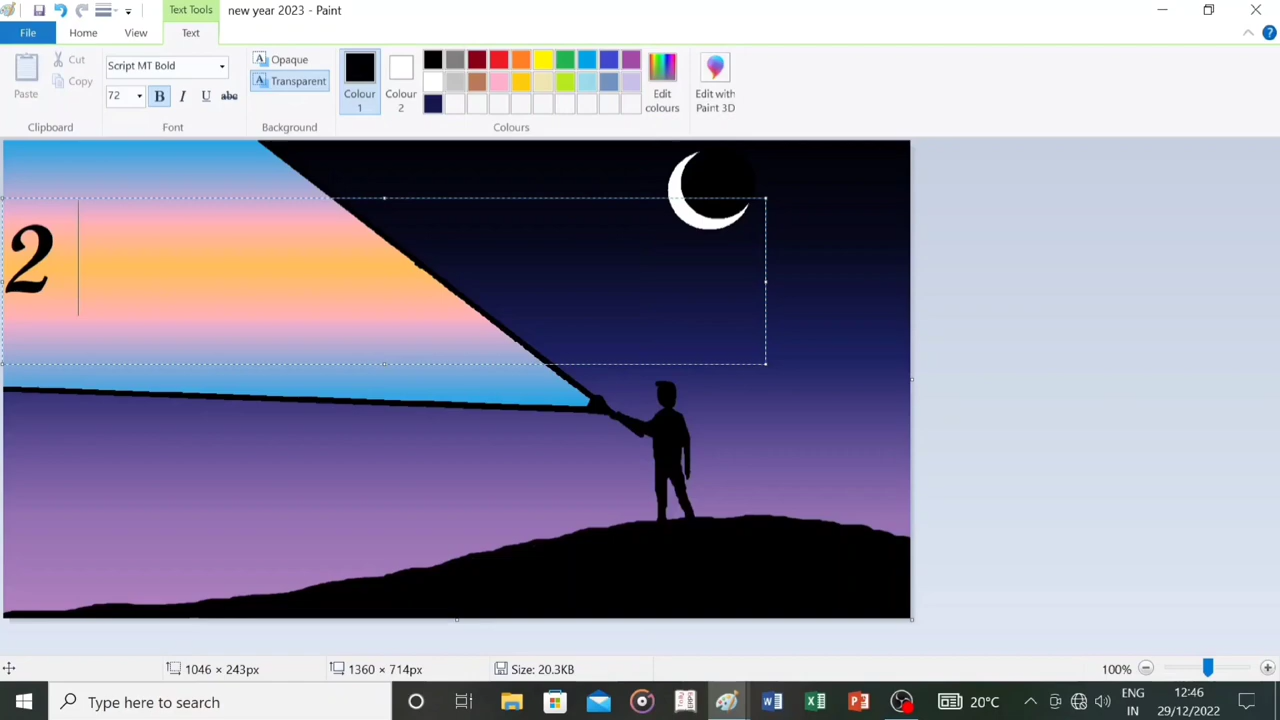 Text Tools
new year 2023 - Paint
File
Home
View
Text
Paste
Cut
Copy
Clipboard
Script MT Bold
72
B
I
U
abc
Font
A Opaque
A Transparent
Background
Colour 1
Colour 2
Edit colours
Edit with Paint 3D
Colours
2
1046 × 243px
1360 × 714px
Size: 20.3KB
100%
Type here to search
20°C
ENG
IN
12:46
29/12/2022